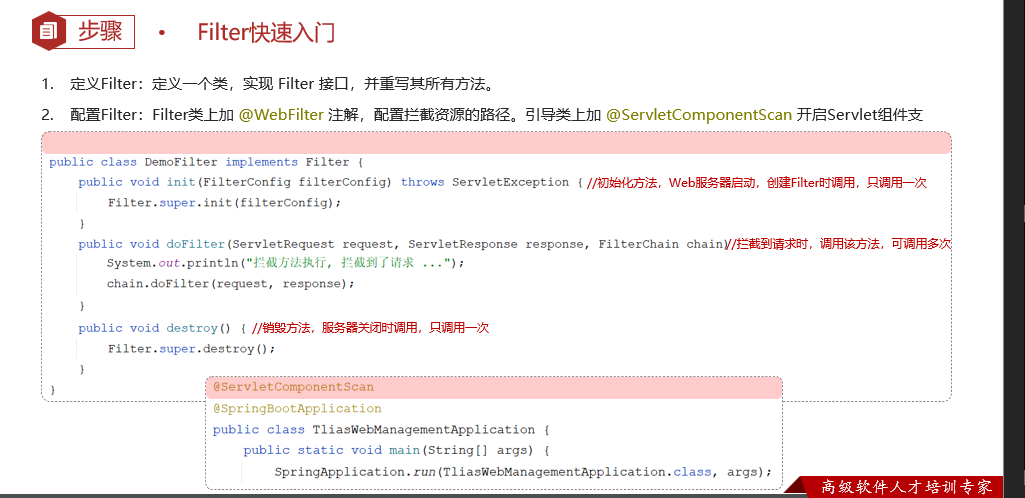 步骤
• Filter快速入门
1. 定义Filter：定义一个类，实现 Filter 接口，并重写其所有方法。
2. 配置Filter：Filter类上加 @WebFilter 注解，配置拦截资源的路径。引导类上加 @ServletComponentScan 开启Servlet组件支
public class DemoFilter implements Filter {
public void init(FilterConfig filterConfig) throws ServletException { //初始化方法，Web服务器启动，创建Filter时调用，只调用一次
Filter.super.init(filterConfig);
}
public void doFilter(ServletRequest request, ServletResponse response, FilterChain chain //拦截到请求时，调用该方法，可调用多次
System.out.println("拦截方法执行, 拦截到了请求 ...");
chain.doFilter(request, response);
}
public void destroy() { //销毁方法，服务器关闭时调用，只调用一次
Filter.super.destroy();
}
}
@ServletComponentScan
@SpringBootApplication
public class TliasWebManagementApplication {
public static void main(String[] args) {
SpringApplication.run(TliasWebManagementApplication.class, args);
高级软件人才培训专家